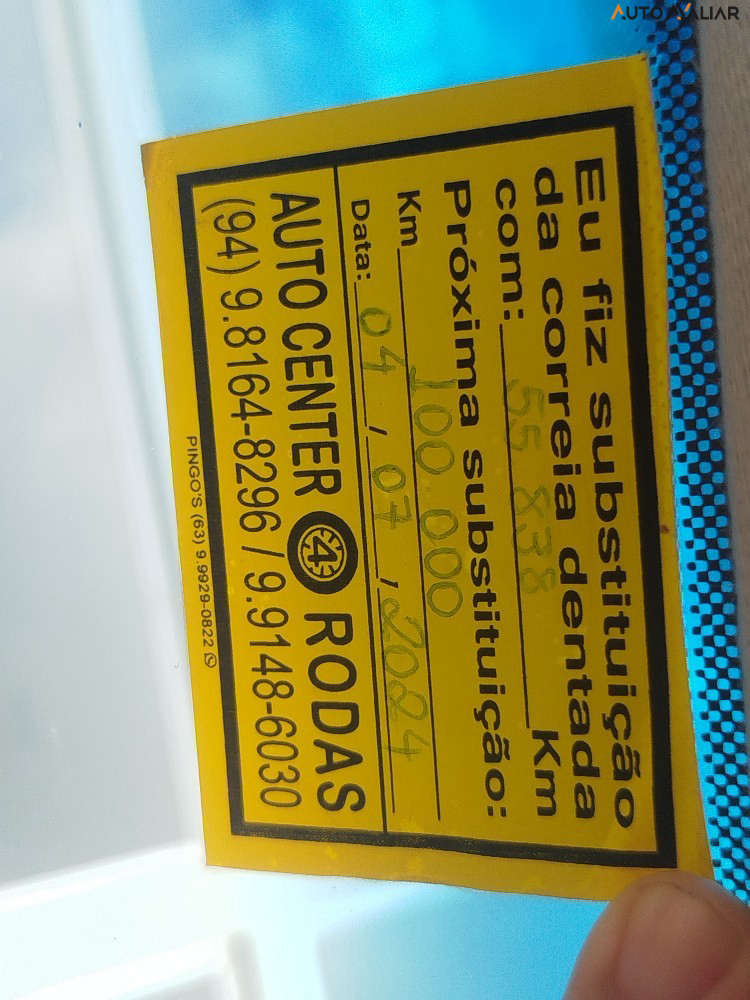 AUTO AVALIAR
Eu fiz substituição
da correia dentada
com: 55 838 Km
Próxima substituição:
Km 100 000
Data: 04 / 07 / 2024
AUTO CENTER 4 RODAS
(94) 9.8164-8296 / 9.9148-6030
PINGO'S (63) 9.9929-0822